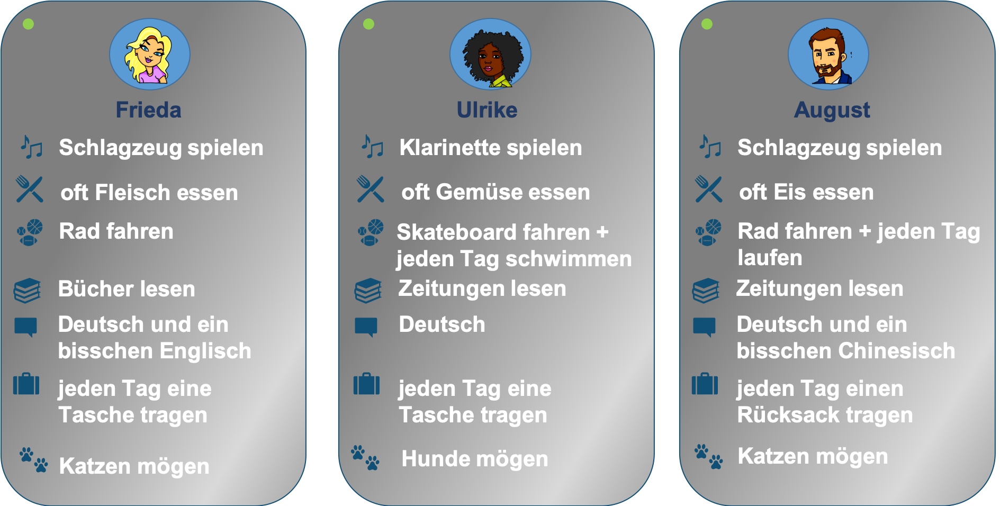 Frieda
Schlagzeug spielen
oft Fleisch essen
Rad fahren
Bücher lesen
Deutsch und ein
bisschen Englisch
jeden Tag eine
Tasche tragen
Katzen mögen
Ulrike
Klarinette spielen
oft Gemüse essen
Skateboard fahren +
jeden Tag schwimmen
Zeitungen lesen
Deutsch
jeden Tag eine
Tasche tragen
Hunde mögen
August
Schlagzeug spielen
oft Eis essen
Rad fahren + jeden Tag
laufen
Zeitungen lesen
Deutsch und ein
bisschen Chinesisch
jeden Tag einen
Rücksack tragen
Katzen mögen